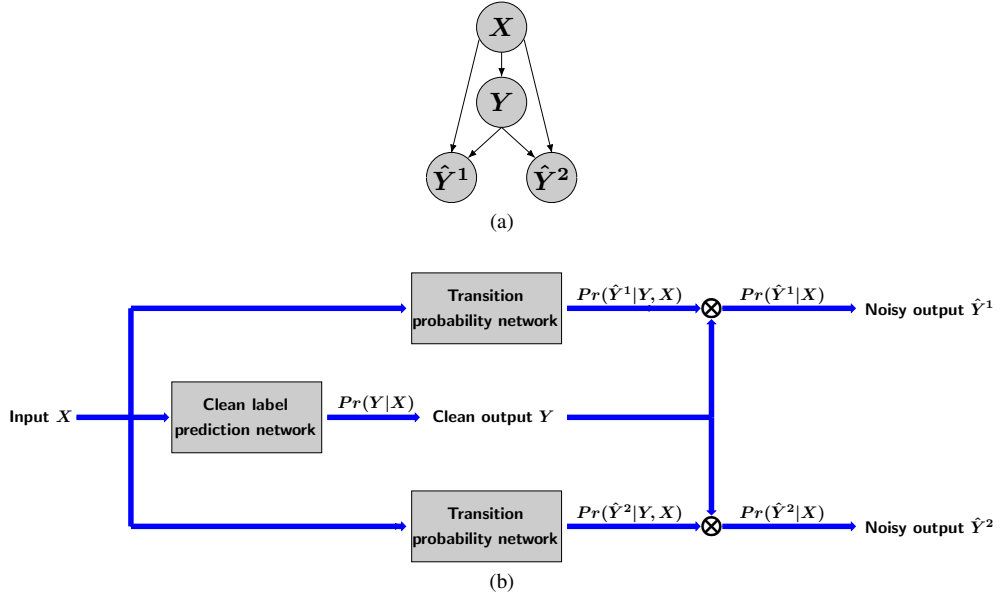 X
Y
Ŷ¹ Ŷ²
(a)
Transition
probability network
Pr(Ŷ¹|Y, X)
Pr(Ŷ¹|X)
Noisy output Ŷ¹
Input X
Clean label
prediction network
Pr(Y|X)
Clean output Y
Transition
probability network
Pr(Ŷ²|Y, X)
Pr(Ŷ²|X)
Noisy output Ŷ²
(b)